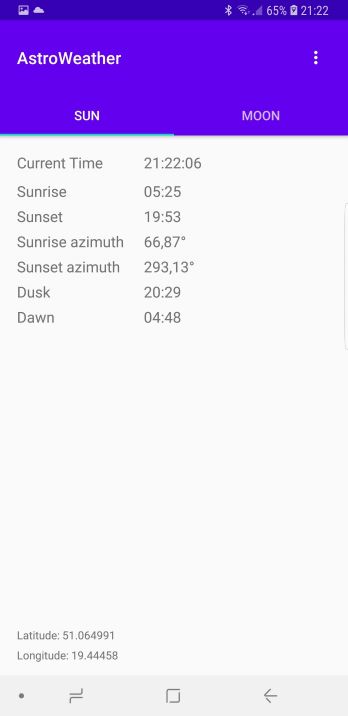 65% 21:22
AstroWeather
SUN MOON
Current Time 21:22:06
Sunrise 05:25
Sunset 19:53
Sunrise azimuth 66,87°
Sunset azimuth 293,13°
Dusk 20:29
Dawn 04:48
Latitude: 51.064991
Longitude: 19.44458